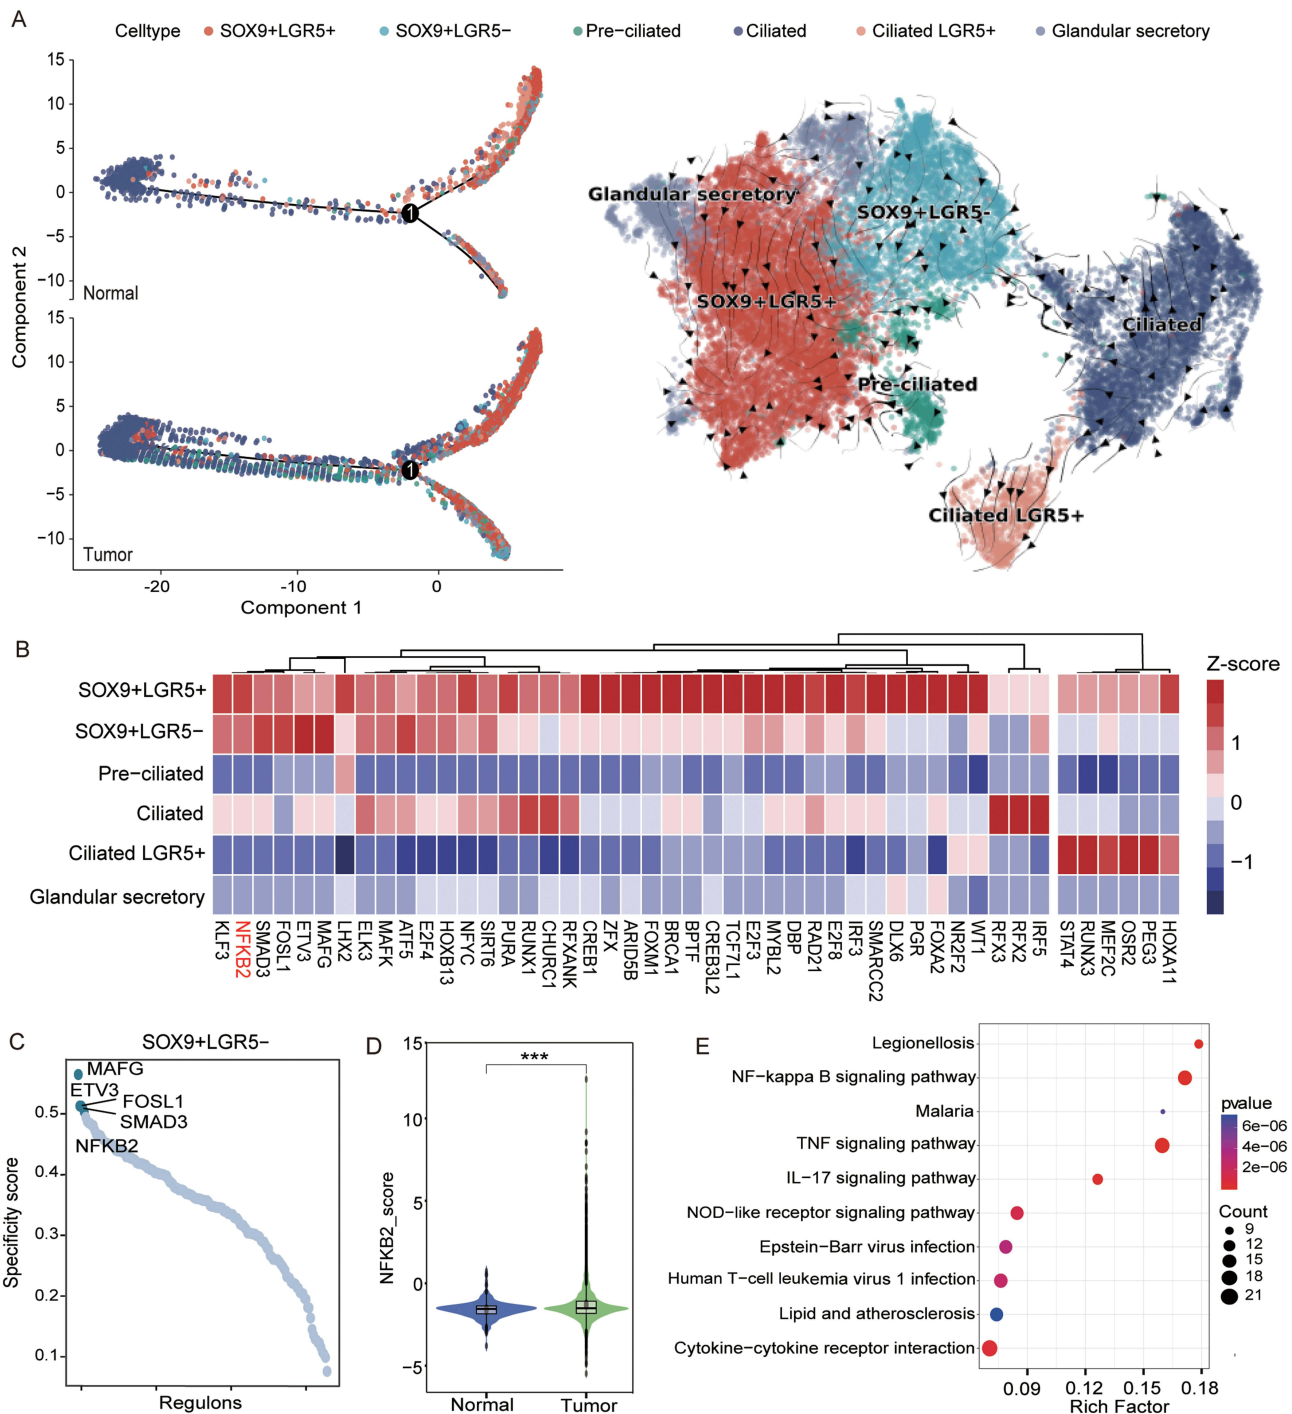 A
Celltype SOX9+LGR5+ SOX9+LGR5− Pre−ciliated Ciliated Ciliated LGR5+ Glandular secretory
15
10
5
0
−5
−10
Normal
15
10
5
0
−5
−10
Tumor
-20 -10 0
Component 1
Component 2
Glandular secretory
SOX9+LGR5-
SOX9+LGR5+
Ciliated
Pre-ciliated
Ciliated LGR5+
B
SOX9+LGR5+
SOX9+LGR5−
Pre−ciliated
Ciliated
Ciliated LGR5+
Glandular secretory
Z-score
1
0
−1
KLF3 NFKB2 SMAD3 FOSL1 ETV3 MAFG LHX2 ELK3 MAFK ATF5 E2F4 HOXB13 NFYC SIRT6 PURA RUNX1 CHURC1 RFXANK CREB1 ZFX ARID5B FOXM1 BRCA1 BPTF CREB3L2 TCF7L1 E2F3 MYBL2 DBP RAD21 E2F8 IRF3 SMARCC2 DLX6 PGR FOXA2 NR2F2 WT1 RFX3 RFX2 IRF5 STAT4 RUNX3 MEF2C OSR2 PEG3 HOXA11
C
SOX9+LGR5−
MAFG
ETV3
FOSL1
SMAD3
NFKB2
0.5
0.4
0.3
0.2
0.1
Specificity score
Regulons
D
***
15
10
5
0
−5
NFKB2_score
Normal Tumor
E
Legionellosis
NF−kappa B signaling pathway
Malaria
TNF signaling pathway
IL−17 signaling pathway
NOD−like receptor signaling pathway
Epstein−Barr virus infection
Human T−cell leukemia virus 1 infection
Lipid and atherosclerosis
Cytokine−cytokine receptor interaction
0.09 0.12 0.15 0.18
Rich Factor
pvalue
6e−06
4e−06
2e−06
Count
9
12
15
18
21